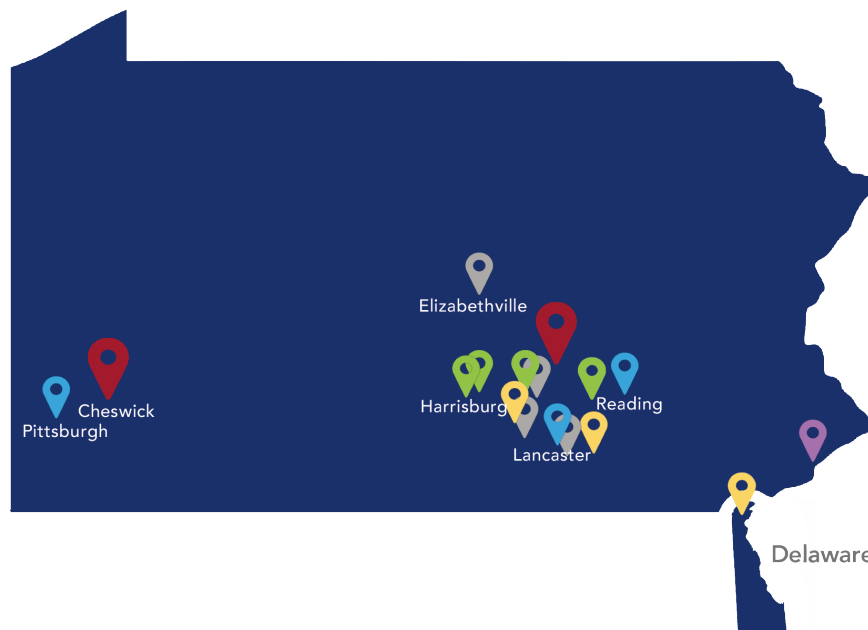 Elizabethville
Cheswick
Pittsburgh
Harrisburg
Reading
Lancaster
Delaware